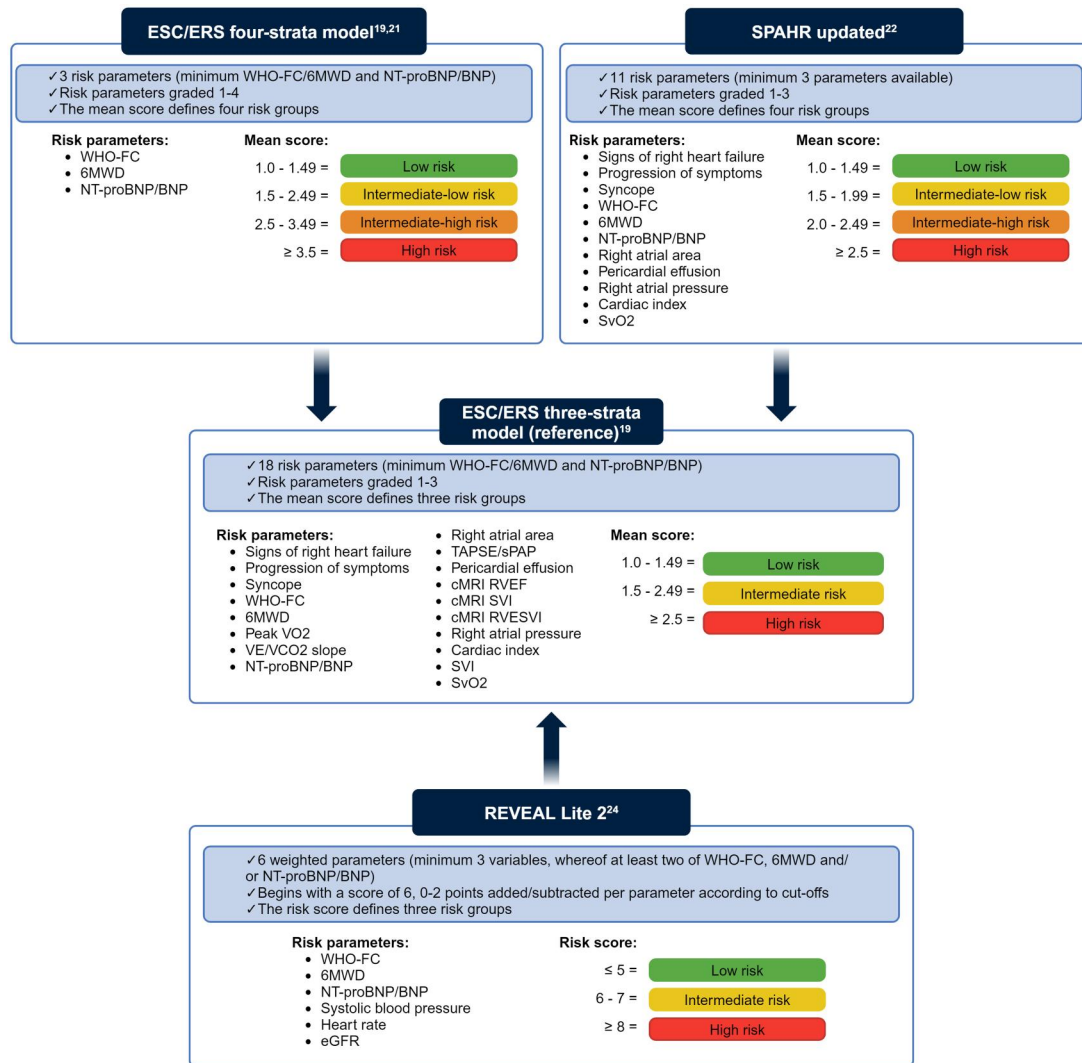 ESC/ERS four-strata model19,21
✓3 risk parameters (minimum WHO-FC/6MWD and NT-proBNP/BNP)
✓Risk parameters graded 1-4
✓The mean score defines four risk groups
Risk parameters:
• WHO-FC
• 6MWD
• NT-proBNP/BNP
Mean score:
1.0 - 1.49 = Low risk
1.5 - 2.49 = Intermediate-low risk
2.5 - 3.49 = Intermediate-high risk
≥ 3.5 = High risk
SPAHR updated22
✓11 risk parameters (minimum 3 parameters available)
✓Risk parameters graded 1-3
✓The mean score defines four risk groups
Risk parameters:
• Signs of right heart failure
• Progression of symptoms
• Syncope
• WHO-FC
• 6MWD
• NT-proBNP/BNP
• Right atrial area
• Pericardial effusion
• Right atrial pressure
• Cardiac index
• SvO2
Mean score:
1.0 - 1.49 = Low risk
1.5 - 1.99 = Intermediate-low risk
2.0 - 2.49 = Intermediate-high risk
≥ 2.5 = High risk
ESC/ERS three-strata
model (reference)19
✓18 risk parameters (minimum WHO-FC/6MWD and NT-proBNP/BNP)
✓Risk parameters graded 1-3
✓The mean score defines three risk groups
Risk parameters:
• Signs of right heart failure
• Progression of symptoms
• Syncope
• WHO-FC
• 6MWD
• Peak VO2
• VE/VCO2 slope
• NT-proBNP/BNP
• Right atrial area
• TAPSE/sPAP
• Pericardial effusion
• cMRI RVEF
• cMRI SVI
• cMRI RVESVI
• Right atrial pressure
• Cardiac index
• SVI
• SvO2
Mean score:
1.0 - 1.49 = Low risk
1.5 - 2.49 = Intermediate risk
≥ 2.5 = High risk
REVEAL Lite 224
✓6 weighted parameters (minimum 3 variables, whereof at least two of WHO-FC, 6MWD and/
or NT-proBNP/BNP)
✓Begins with a score of 6, 0-2 points added/subtracted per parameter according to cut-offs
✓The risk score defines three risk groups
Risk parameters:
• WHO-FC
• 6MWD
• NT-proBNP/BNP
• Systolic blood pressure
• Heart rate
• eGFR
Risk score:
≤ 5 = Low risk
6 - 7 = Intermediate risk
≥ 8 = High risk